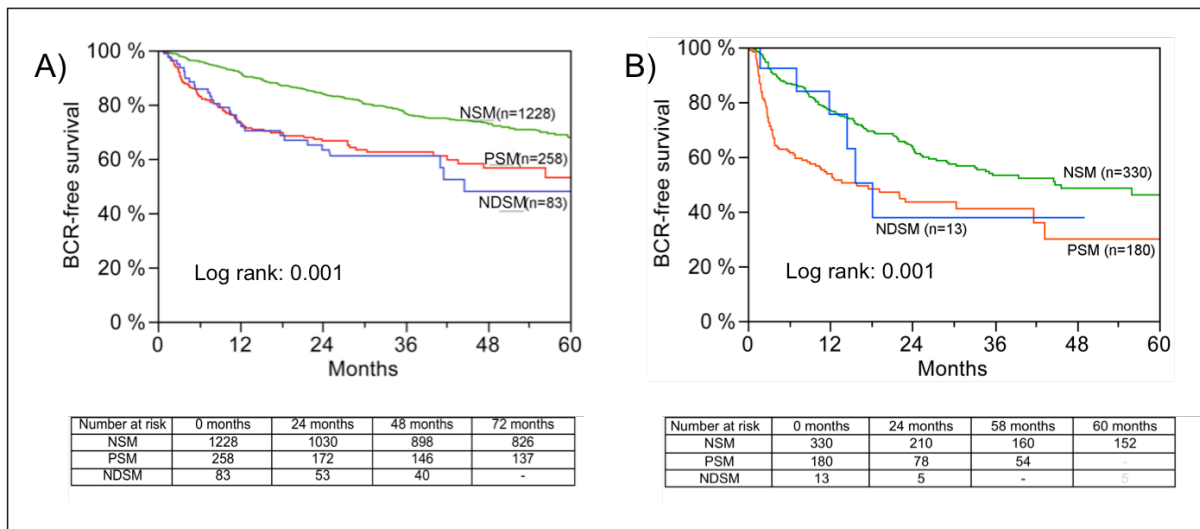 A)
100 %
80 %
60 %
40 %
20 %
0 %
BCR-free survival
NSM(n=1228)
PSM(n=258)
NDSM(n=83)
Log rank: 0.001
0 12 24 36 48 60
Months
Number at risk 0 months 24 months 48 months 72 months
NSM 1228 1030 898 826
PSM 258 172 146 137
NDSM 83 53 40 -
B)
100 %
80 %
60 %
40 %
20 %
0 %
BCR-free survival
NSM (n=330)
NDSM (n=13)
PSM (n=180)
Log rank: 0.001
0 12 24 36 48 60
Months
Number at risk 0 months 24 months 58 months 60 months
NSM 330 210 160 152
PSM 180 78 54 -
NDSM 13 5 - 5